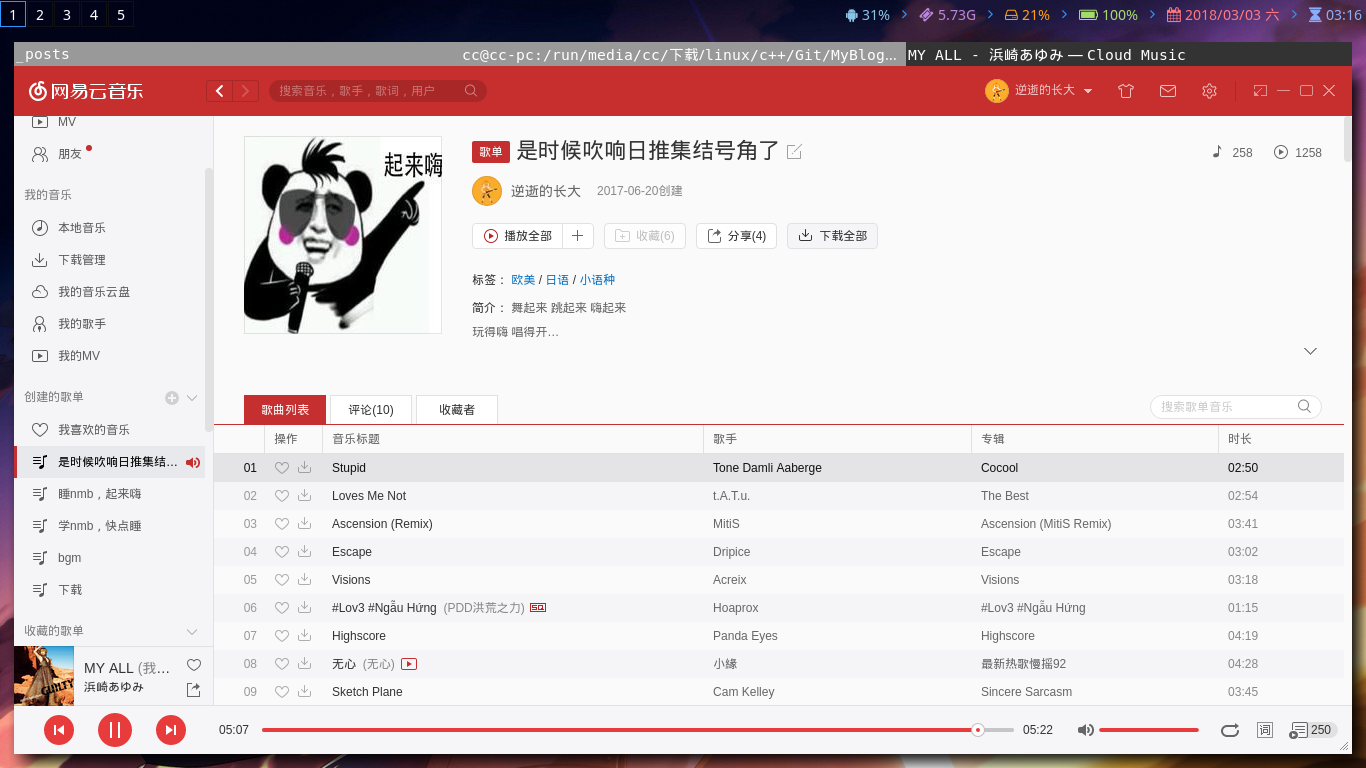 1 2 3 4 5 31% 5.73G 21% 100% 2018/03/03 六 03:16
_posts cc@cc-pc:/run/media/cc/下载/linux/c++/Git/MyBlog… MY ALL - 浜崎あゆみ — Cloud Music
网易云音乐 搜索音乐，歌手，歌词，用户 逆逝的长大
MV
朋友
我的音乐
本地音乐
下载管理
我的音乐云盘
我的歌手
我的MV
创建的歌单
我喜欢的音乐
是时候吹响日推集结…
睡nmb，起来嗨
学nmb，快点睡
bgm
下载
收藏的歌单
MY ALL (我…
浜崎あゆみ
GUILTY
起来嗨
歌单 是时候吹响日推集结号角了 258 1258
逆逝的长大 2017-06-20创建
播放全部 收藏(6) 分享(4) 下载全部
标签： 欧美 / 日语 / 小语种
简介： 舞起来 跳起来 嗨起来
玩得嗨 唱得开…
歌曲列表 评论(10) 收藏者 搜索歌单音乐
操作 音乐标题 歌手 专辑 时长
01 Stupid Tone Damli Aaberge Cocool 02:50
02 Loves Me Not t.A.T.u. The Best 02:54
03 Ascension (Remix) MitiS Ascension (MitiS Remix) 03:41
04 Escape Dripice Escape 03:02
05 Visions Acreix Visions 03:18
06 #Lov3 #Ngẫu Hứng (PDD洪荒之力) SQ Hoaprox #Lov3 #Ngẫu Hứng 01:15
07 Highscore Panda Eyes Highscore 04:19
08 无心 (无心) 小緣 最新热歌慢摇92 04:28
09 Sketch Plane Cam Kelley Sincere Sarcasm 03:45
05:07 05:22 词 250